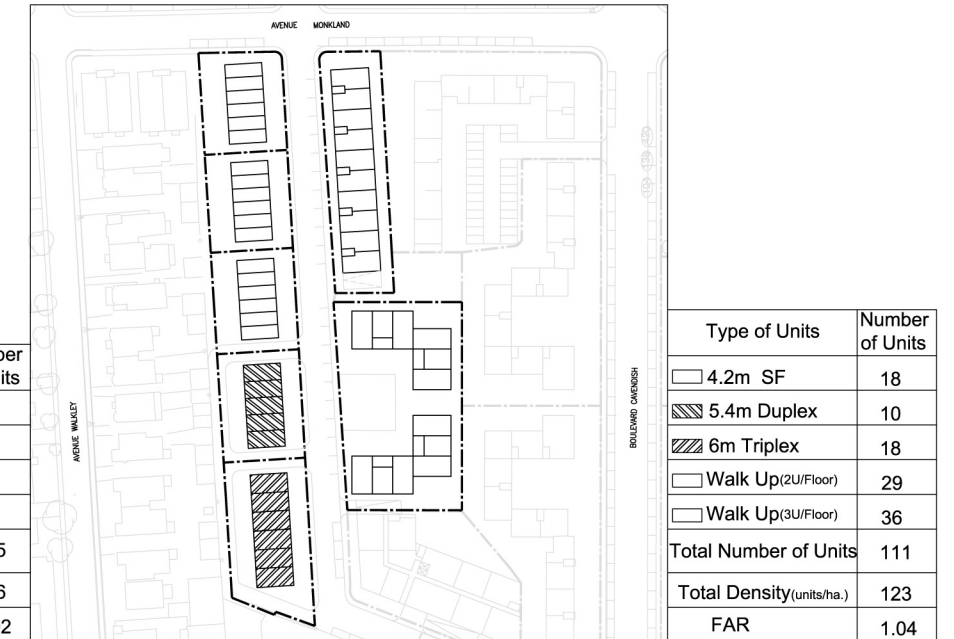 AVENUE MONKLAND
AVENUE WALKLEY
BOULEVARD CAVENDISH
Type of Units Number of Units
4.2m SF 18
5.4m Duplex 10
6m Triplex 18
Walk Up(2U/Floor) 29
Walk Up(3U/Floor) 36
Total Number of Units 111
Total Density(units/ha.) 123
FAR 1.04